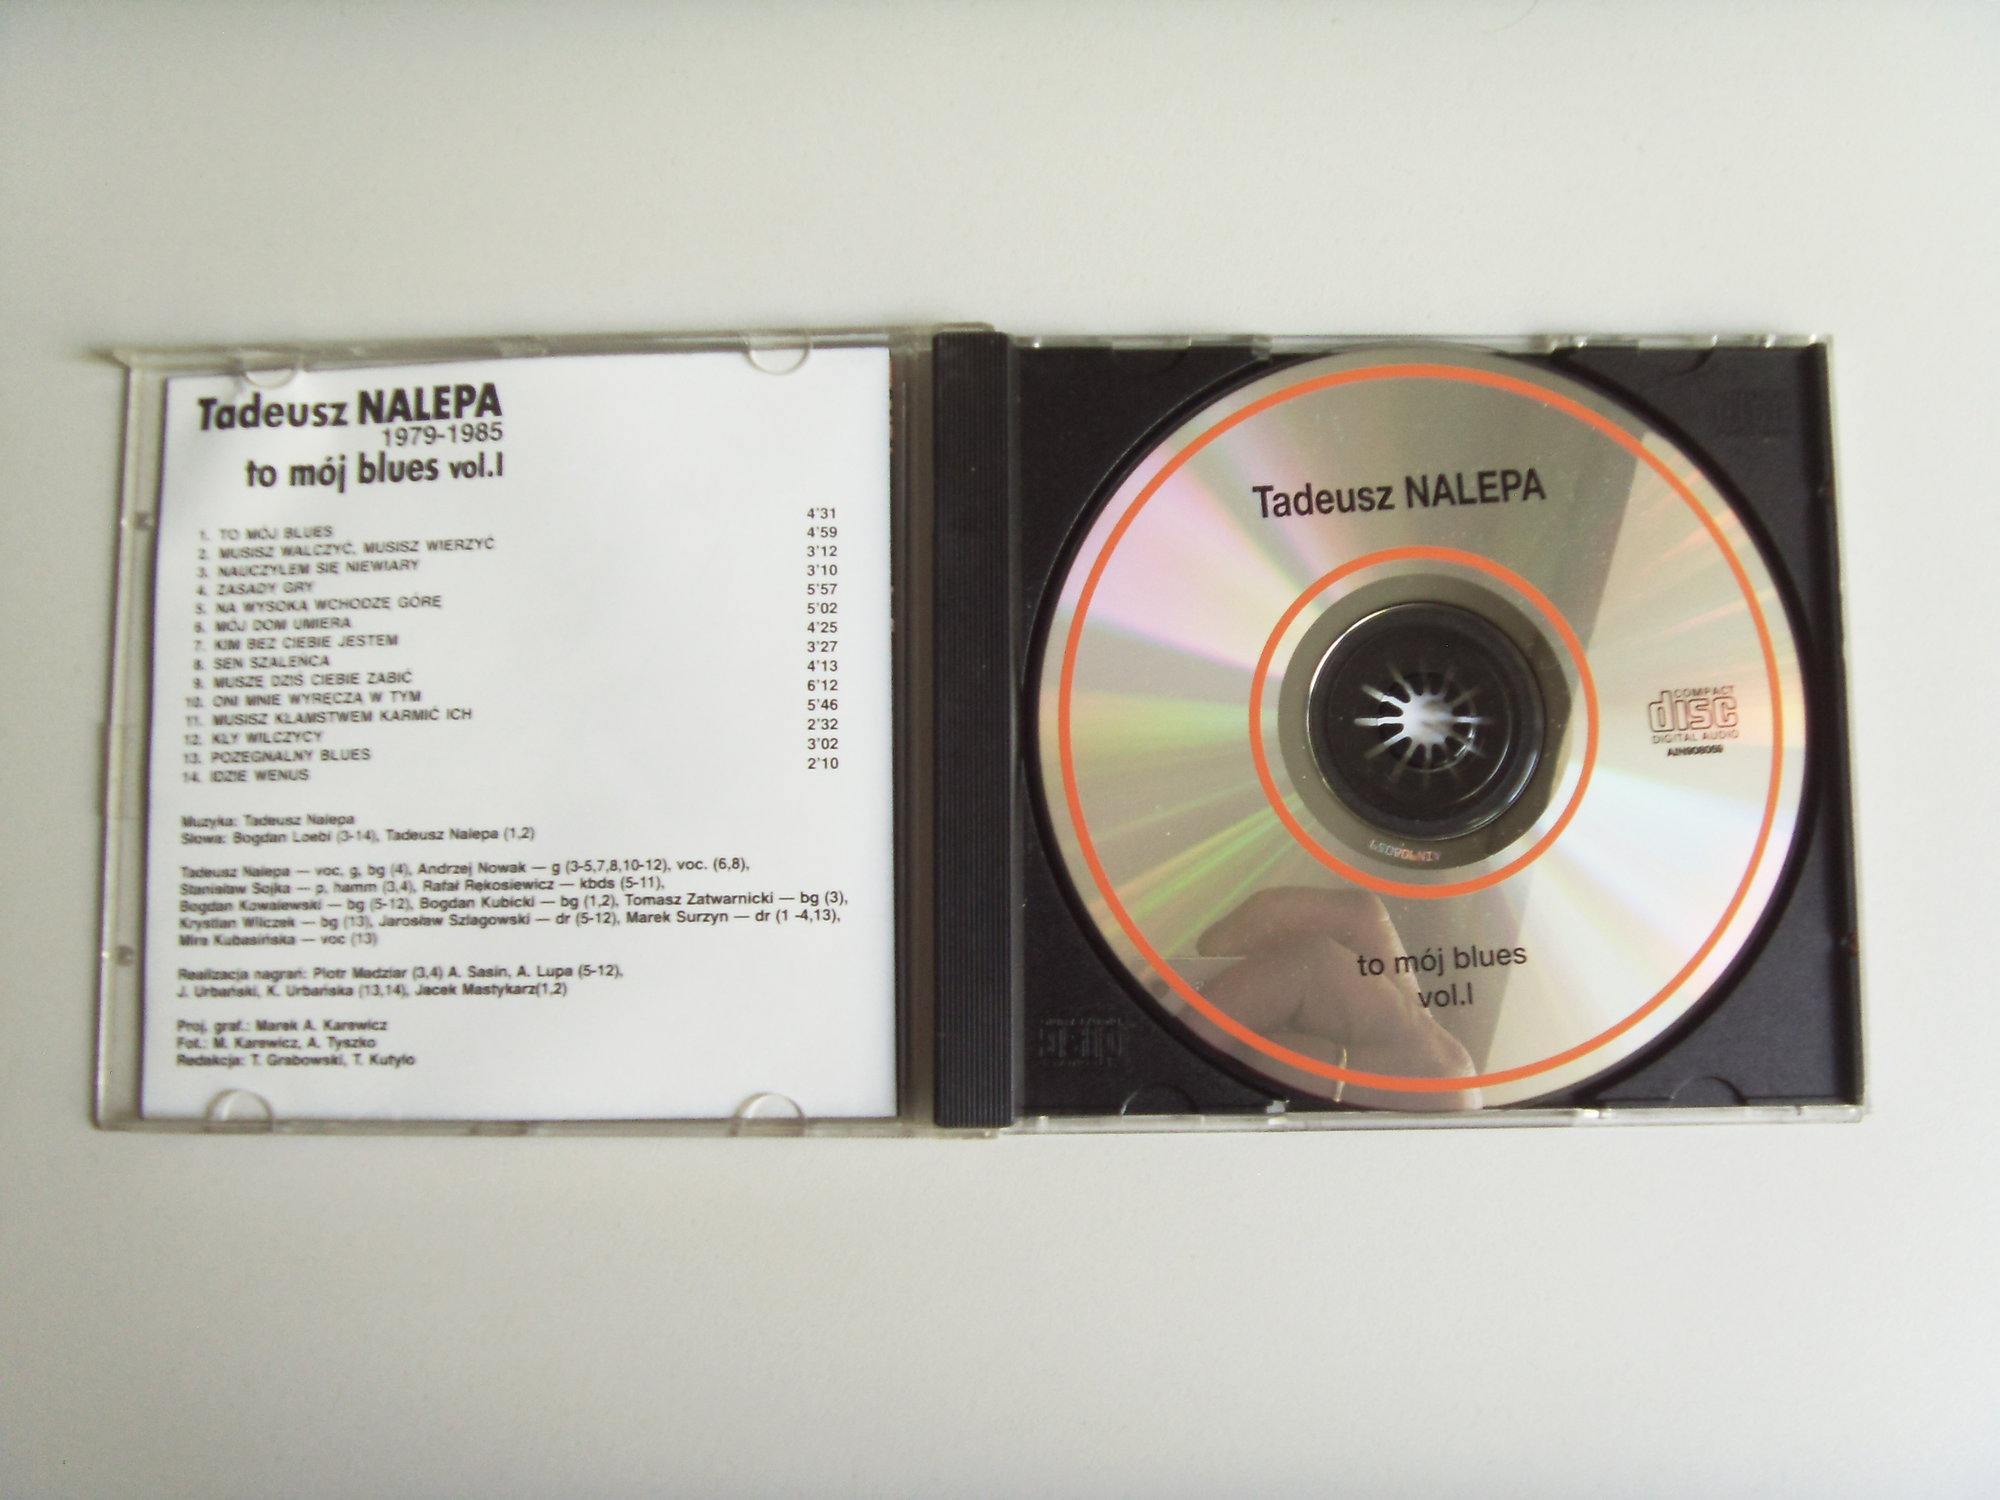 Tadeusz NALEPA
1979-1985
to mój blues vol.I
1. TO MÓJ BLUES 4'31
2. MUSISZ WALCZYĆ, MUSISZ WIERZYĆ 4'59
3. NAUCZYŁEM SIĘ NIEWIARY 3'12
4. ZASADY GRY 3'10
5. NA WYSOKĄ WCHODZĘ GÓRĘ 5'57
6. MÓJ DOM UMIERA 5'02
7. KIM BEZ CIEBIE JESTEM 4'25
8. SEN SZALEŃCA 3'27
9. MUSZĘ DZIŚ CIEBIE ZABIĆ 4'13
10. ONI MNIE WYRĘCZĄ W TYM 6'12
11. MUSISZ KŁAMSTWEM KARMIĆ ICH 5'46
12. KŁY WILCZYCY 2'32
13. POŻEGNALNY BLUES 3'02
14. IDZIE WENUS 2'10
Muzyka: Tadeusz Nalepa
Słowa: Bogdan Loebl (3-14), Tadeusz Nalepa (1,2)
Tadeusz Nalepa — voc, g, bg (4), Andrzej Nowak — g (3-5,7,8,10-12), voc. (6,8),
Stanisław Sojka — p, hamm (3,4), Rafał Rękosiewicz — kbds (5-11),
Bogdan Kowalewski — bg (5-12), Bogdan Kubicki — bg (1,2), Tomasz Zatwarnicki — bg (3),
Krystian Wilczek — bg (13), Jarosław Szlagowski — dr (5-12), Marek Surzyn — dr (1 -4,13),
Mira Kubasińska — voc (13)
Realizacja nagrań: Piotr Madziar (3,4) A. Sasin, A. Lupa (5-12),
J. Urbański, K. Urbańska (13,14), Jacek Mastykarz(1,2)
Proj. graf.: Marek A. Karewicz
Fot.: M. Karewicz, A. Tyszko
Redakcja: T. Grabowski, T. Kutyło
Tadeusz NALEPA
COMPACT
disc
DIGITAL AUDIO
to mój blues
vol.I